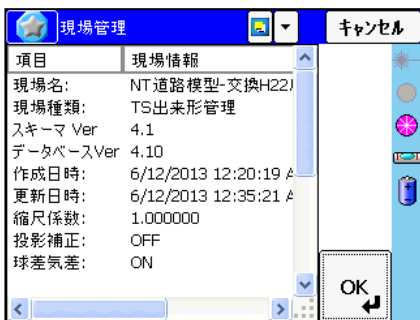 現場管理
キャンセル
項目 現場情報
現場名: NT道路模型-交換H22
現場種類: TS出来形管理
スキーマ Ver 4.1
データベースVer 4.10
作成日時: 6/12/2013 12:20:19 A
更新日時: 6/12/2013 12:35:21 A
縮尺係数: 1.000000
投影補正: OFF
球差気差: ON
OK